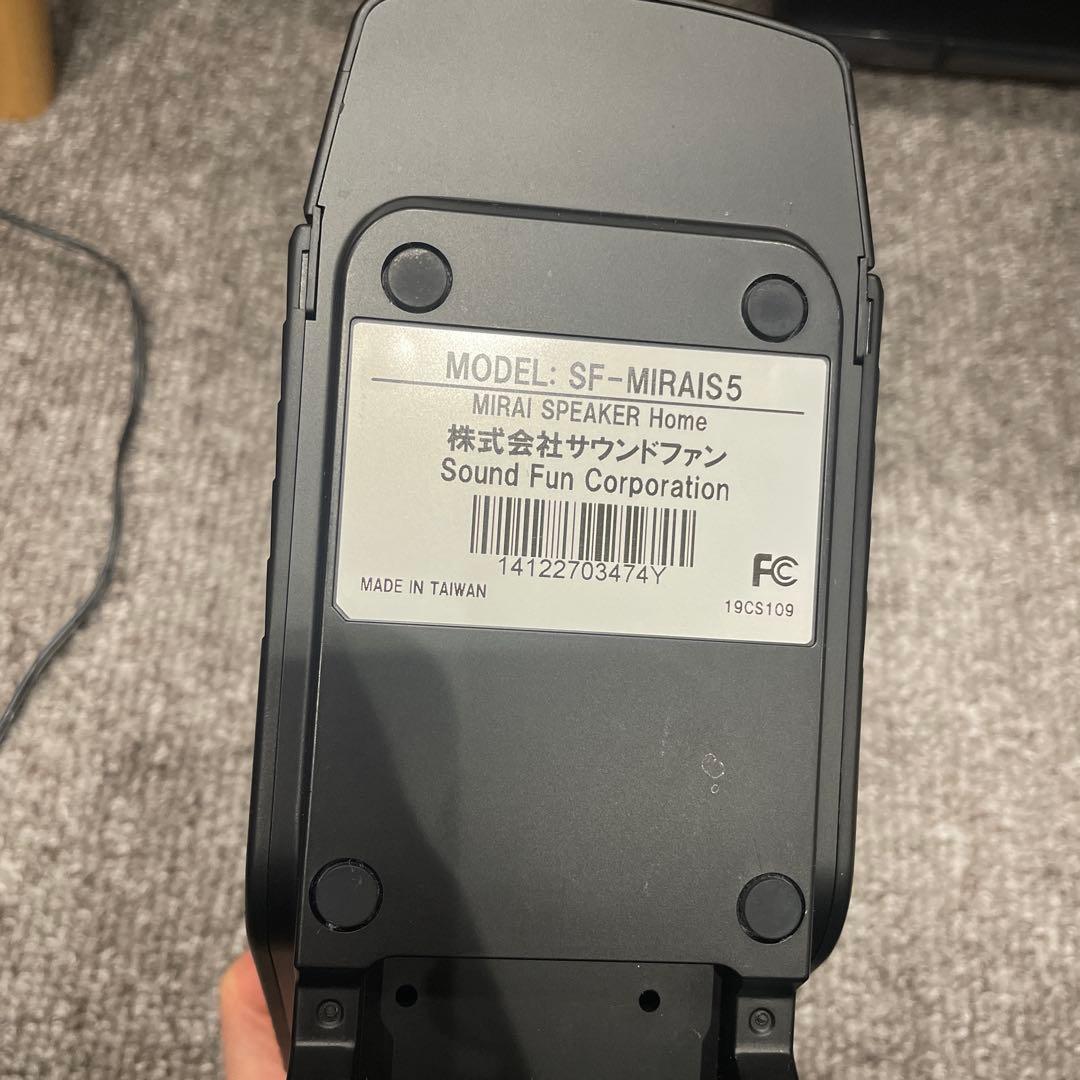 MODEL: SF-MIRAIS5
MIRAI SPEAKER Home
株式会社サウンドファン
Sound Fun Corporation
14122703474Y
FC
MADE IN TAIWAN
19CS109